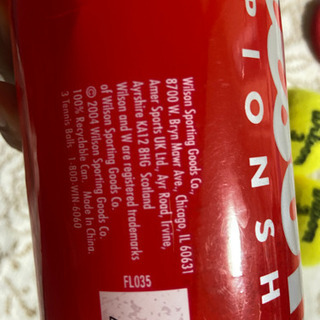 Wilson Sporting Goods Co.
8700 W. Bryn Mawr Ave., Chicago, IL 60631
Amer Sports UK Ltd., Ayr Road, Irvine,
Ayrshire KA12 8HG Scotland
Wilson and W are registered trademarks
of Wilson Sporting Goods Co.
© 2004 Wilson Sporting Goods Co.
100% Recyclable Can. Made In China.
3 Tennis Balls 1-800-WIN-6060
FL035
PIONSH